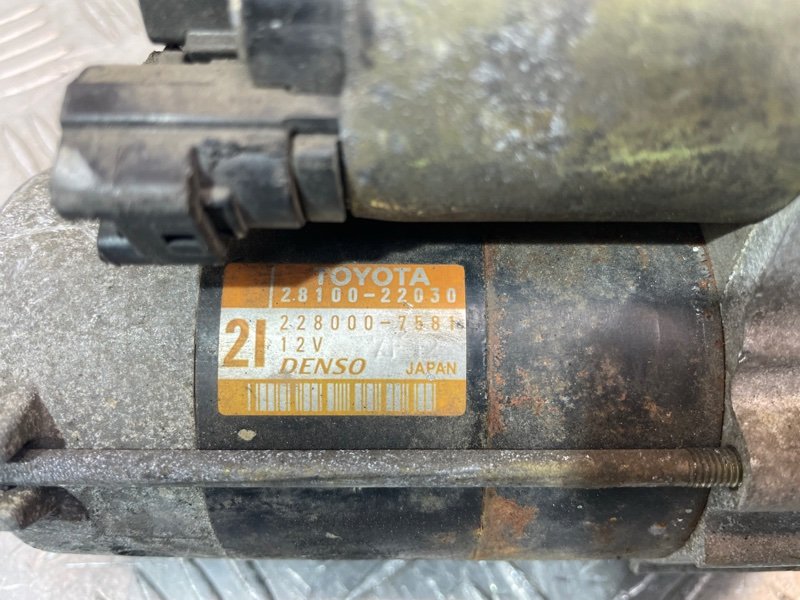 TOYOTA
28100-22030
228000-7581
21 12V
DENSO JAPAN